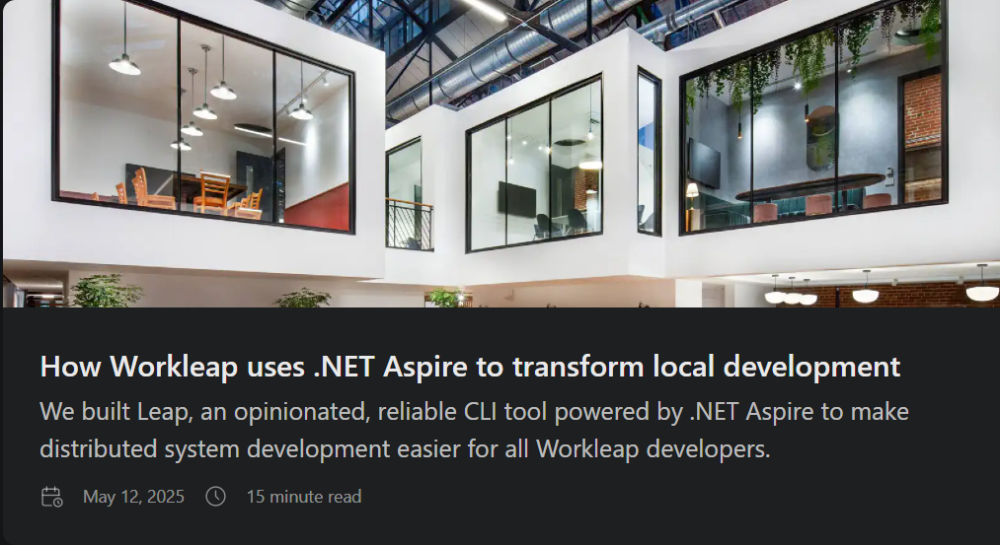 How Workleap uses .NET Aspire to transform local development
We built Leap, an opinionated, reliable CLI tool powered by .NET Aspire to make
distributed system development easier for all Workleap developers.
May 12, 2025 15 minute read